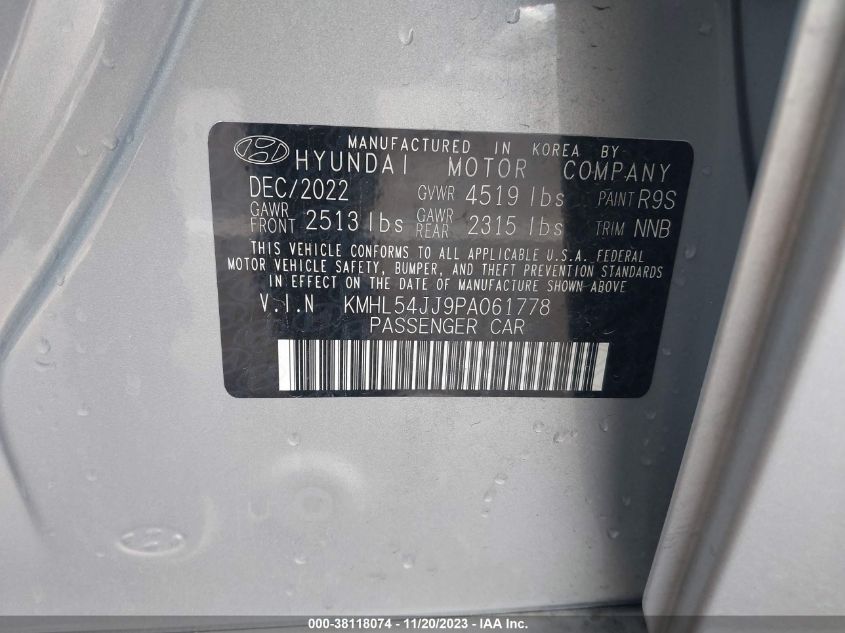 MANUFACTURED IN KOREA BY
HYUNDAI MOTOR COMPANY
DEC/2022 GVWR 4519 lbs PAINT R9S
GAWR FRONT 2513 lbs GAWR REAR 2315 lbs TRIM NNB
THIS VEHICLE CONFORMS TO ALL APPLICABLE U.S.A. FEDERAL
MOTOR VEHICLE SAFETY, BUMPER, AND THEFT PREVENTION STANDARDS
IN EFFECT ON THE DATE OF MANUFACTURE SHOWN ABOVE
V.I.N KMHL54JJ9PA061778
PASSENGER CAR
000-38118074 - 11/20/2023 - IAA Inc.